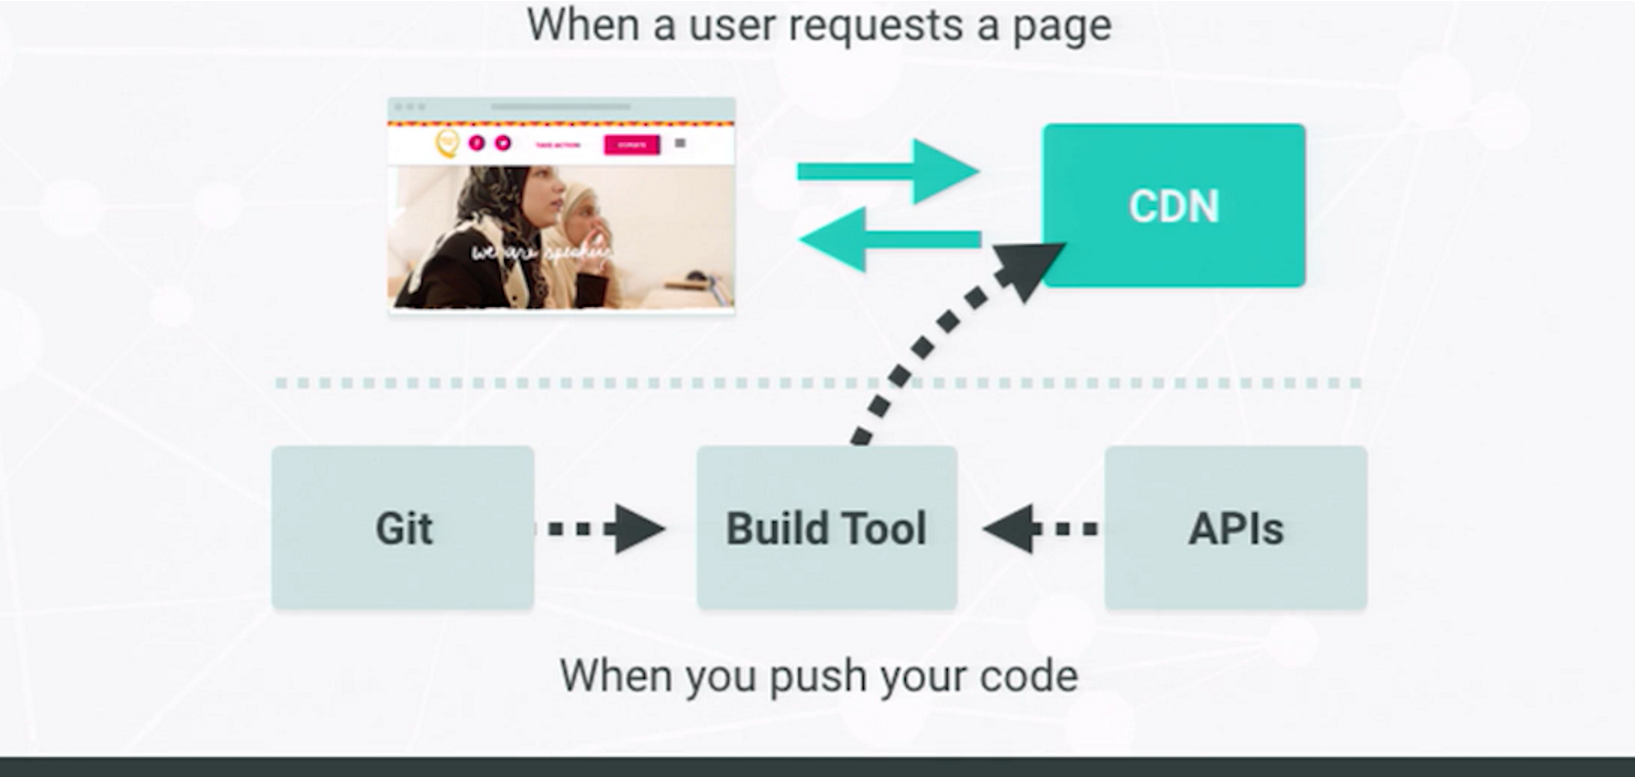 When a user requests a page
TAKE ACTION
DONATE
we are speaking
CDN
Git
Build Tool
APIs
When you push your code